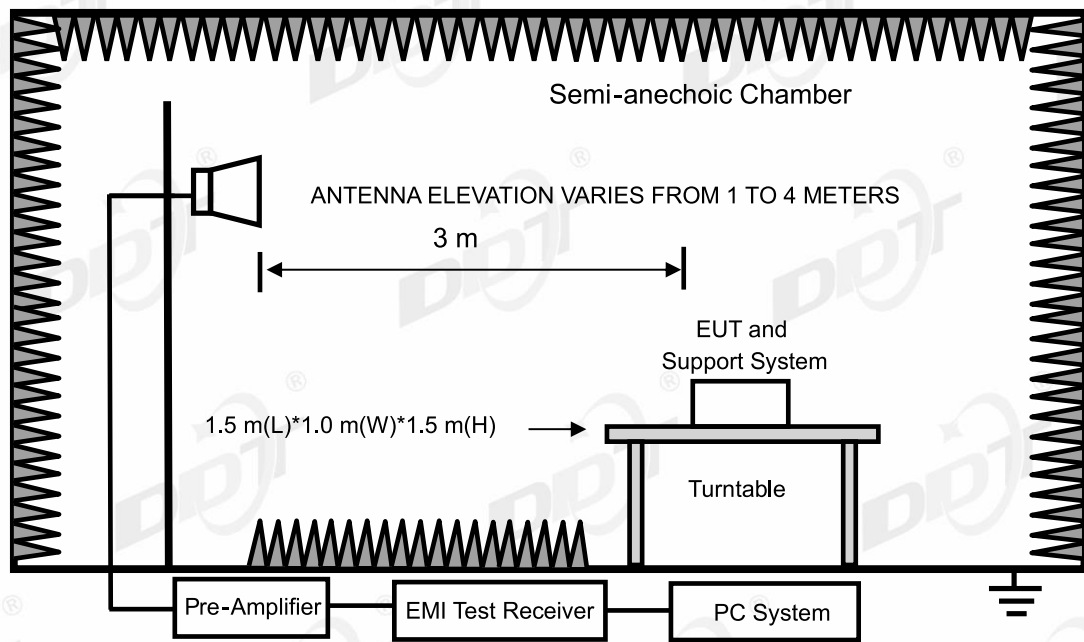 Semi-anechoic Chamber
ANTENNA ELEVATION VARIES FROM 1 TO 4 METERS
3 m
EUT and
Support System
1.5 m(L)*1.0 m(W)*1.5 m(H)
Turntable
Pre-Amplifier
EMI Test Receiver
PC System
DDT
®